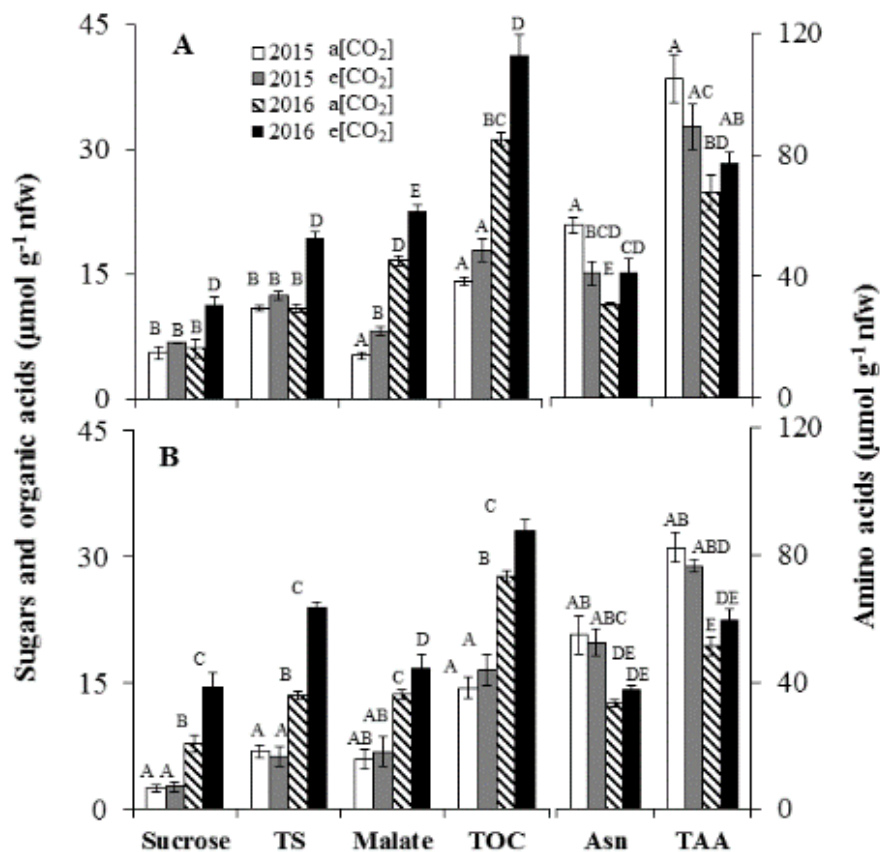 Sugars and organic acids (μmol g⁻¹ nfw)
Amino acids (μmol g⁻¹ nfw)
A
2015 a[CO₂]
2015 e[CO₂]
2016 a[CO₂]
2016 e[CO₂]
45
30
15
0
120
80
40
0
B B B D
B B B D
A B D E
A A BC D
A BCD E CD
A AC BD AB
B
45
30
15
0
120
80
40
0
A A B C
A A B C
AB AB C D
A A B C
AB ABC DE DE
AB ABD E DE
Sucrose TS Malate TOC Asn TAA